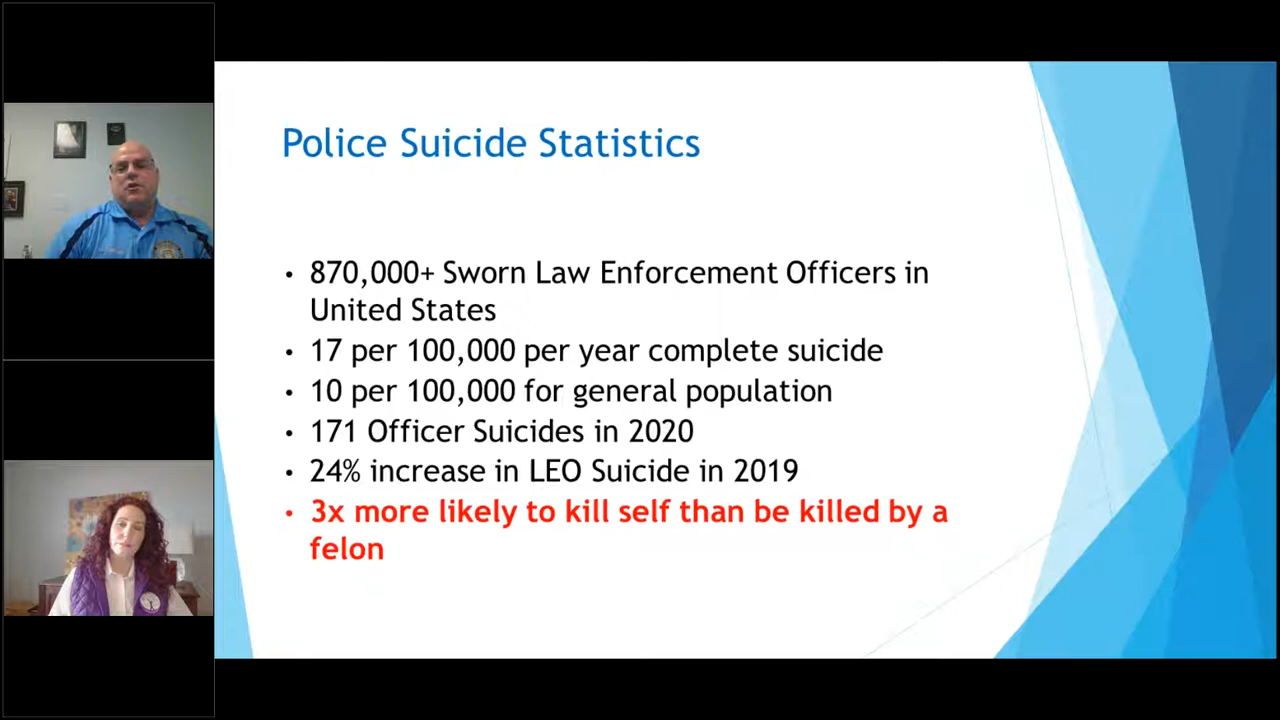 Police Suicide Statistics
• 870,000+ Sworn Law Enforcement Officers in
United States
• 17 per 100,000 per year complete suicide
• 10 per 100,000 for general population
• 171 Officer Suicides in 2020
• 24% increase in LEO Suicide in 2019
• 3x more likely to kill self than be killed by a
felon